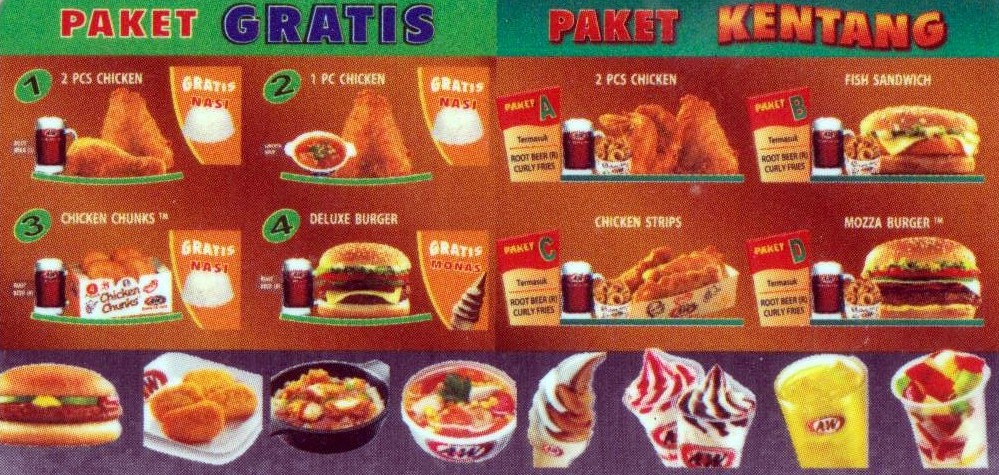 PAKET GRATIS
PAKET KENTANG
1
2 PCS CHICKEN
GRATIS
NASI
2
1 PC CHICKEN
GRATIS
NASI
PAKET A
2 PCS CHICKEN
Termasuk
ROOT BEER (R)
CURLY FRIES
PAKET B
FISH SANDWICH
Termasuk
ROOT BEER (R)
CURLY FRIES
3
CHICKEN CHUNKS ™
GRATIS
NASI
Chicken
Chunks
4
DELUXE BURGER
GRATIS
MONAS
PAKET C
CHICKEN STRIPS
Termasuk
ROOT BEER (R)
CURLY FRIES
PAKET D
MOZZA BURGER ™
Termasuk
ROOT BEER (R)
CURLY FRIES
A&W
A&W
A&W